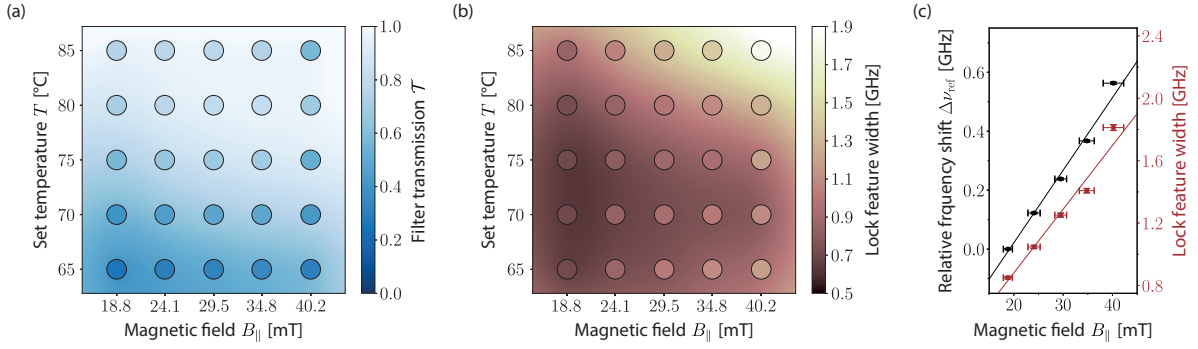 (a)
85
80
75
70
65
Set temperature T [°C]
18.8 24.1 29.5 34.8 40.2
Magnetic field B∥ [mT]
1.0
0.8
0.6
0.4
0.2
0.0
Filter transmission 𝒯
(b)
85
80
75
70
65
Set temperature T [°C]
18.8 24.1 29.5 34.8 40.2
Magnetic field B∥ [mT]
1.9
1.7
1.5
1.3
1.1
0.9
0.7
0.5
Lock feature width [GHz]
(c)
0.6
0.4
0.2
0.0
Relative frquency shift Δν_ref [GHz]
20 30 40
Magnetic field B∥ [mT]
2.4
2.0
1.6
1.2
0.8
Lock feature width [GHz]